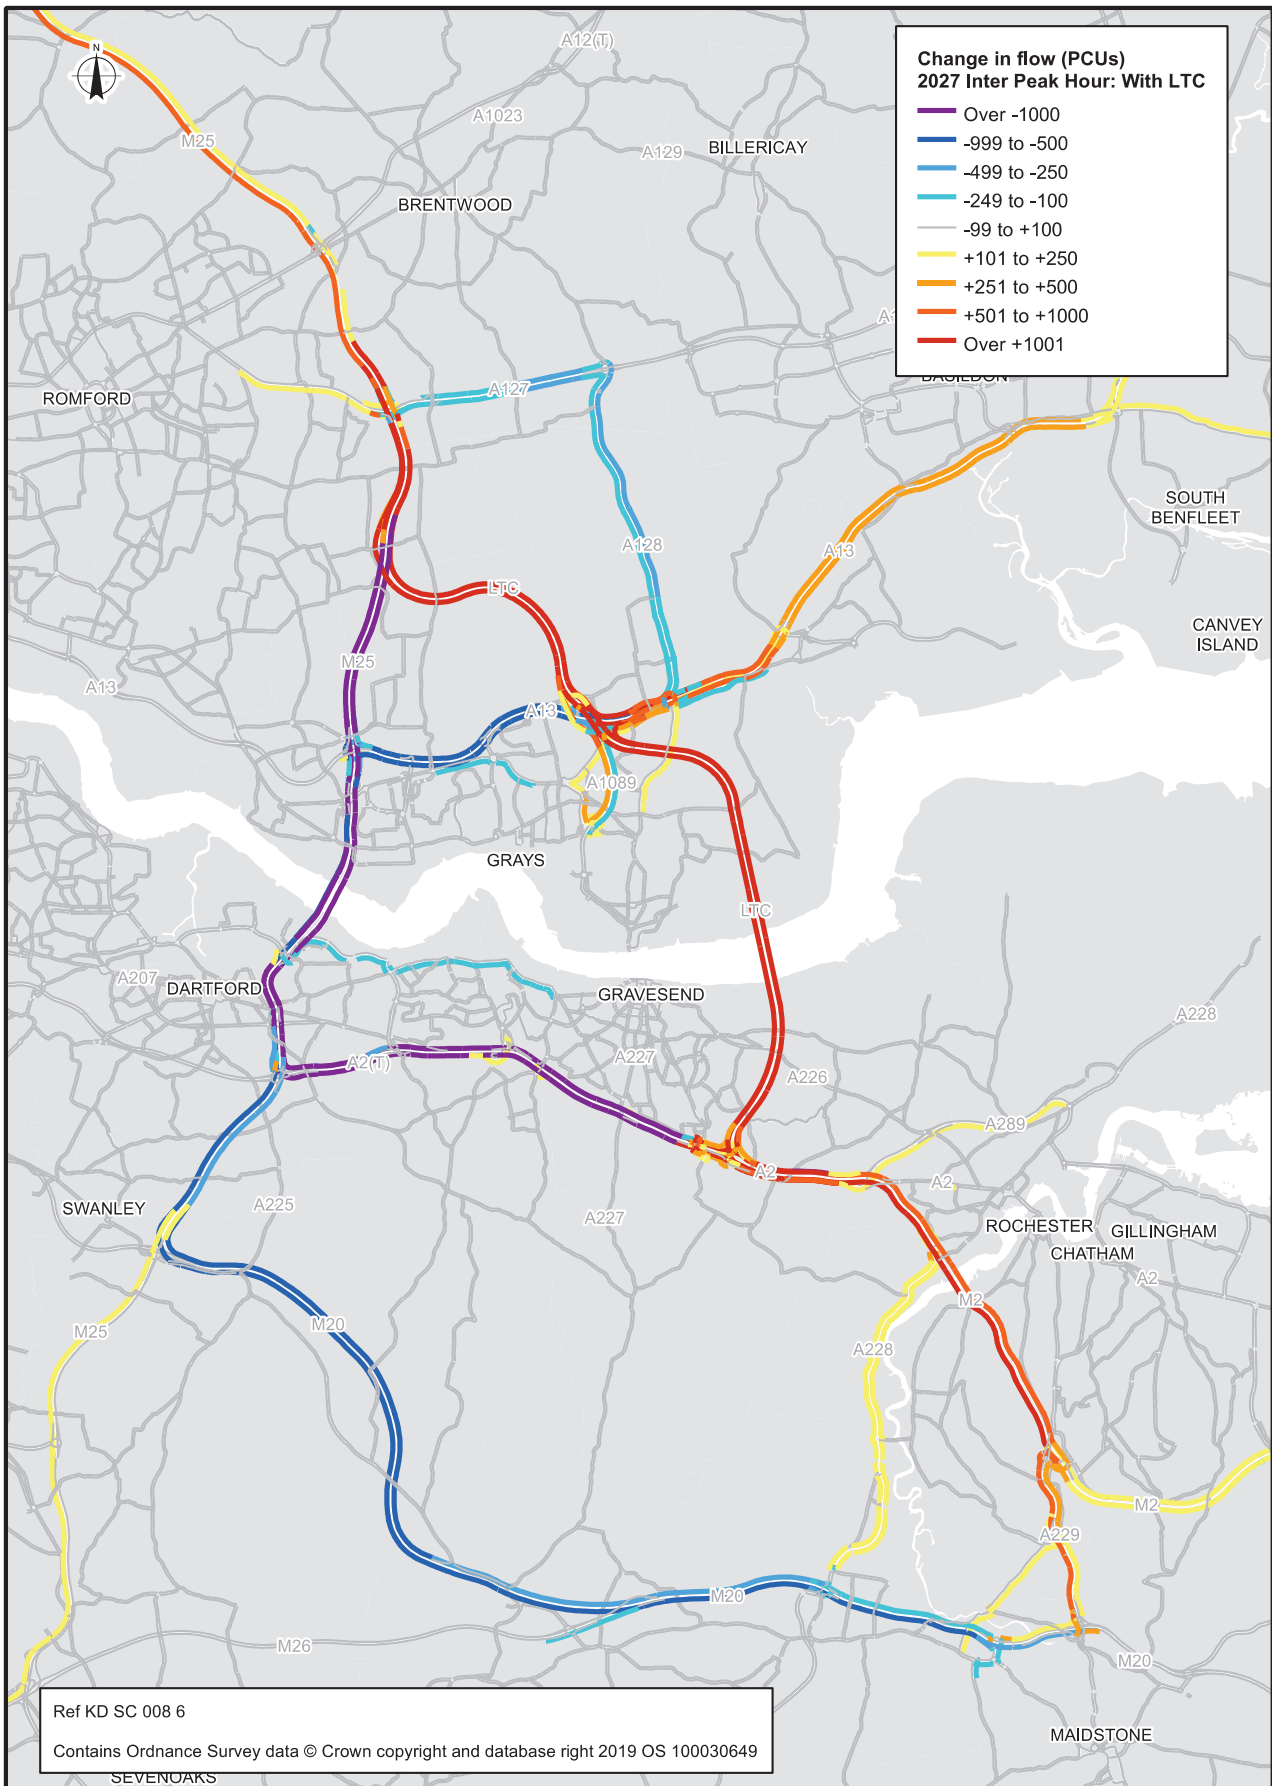 Change in flow (PCUs)
2027 Inter Peak Hour: With LTC
Over -1000
-999 to -500
-499 to -250
-249 to -100
-99 to +100
+101 to +250
+251 to +500
+501 to +1000
Over +1001
N
A12(T)
M25
A1023
A129
BILLERICAY
BRENTWOOD
BASILDON
A127
ROMFORD
SOUTH
BENFLEET
A128
A13
LTC
CANVEY
ISLAND
M25
A13
A13
A1089
GRAYS
LTC
A207
DARTFORD
GRAVESEND
A228
A2(T)
A227
A226
A289
A2
A2
SWANLEY
A225
A227
ROCHESTER
GILLINGHAM
CHATHAM
A2
M2
M25
M20
A228
M2
A229
M20
M26
M20
MAIDSTONE
SEVENOAKS
Ref KD SC 008 6
Contains Ordnance Survey data © Crown copyright and database right 2019 OS 100030649